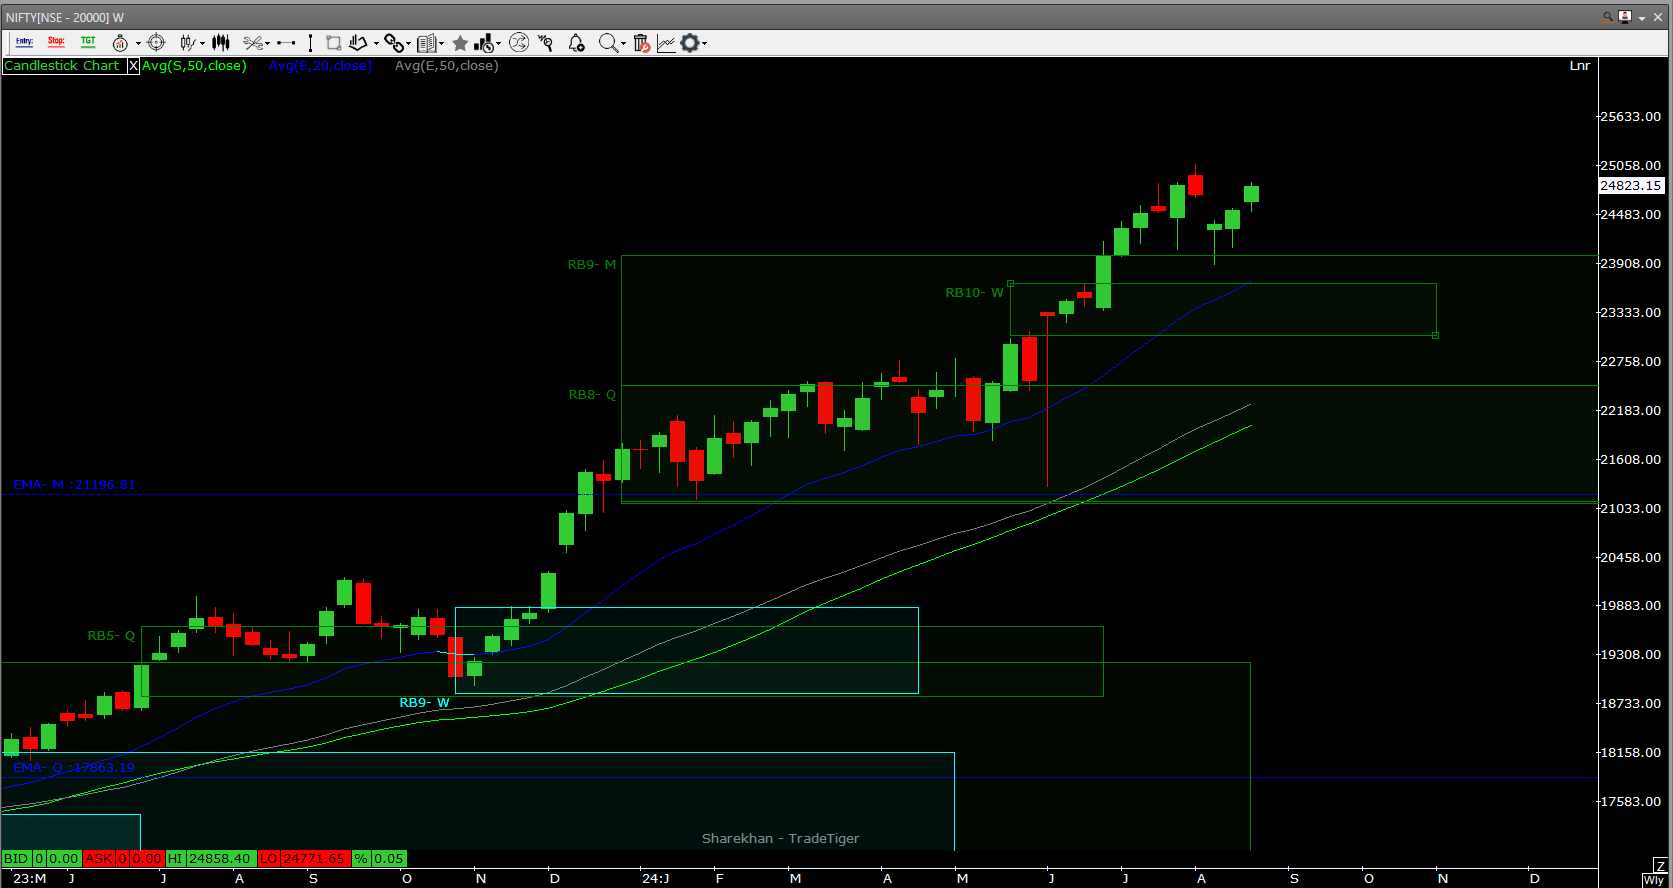 NIFTY[NSE - 20000] W
Entry: Stop: TGT
Candlestick Chart X Avg(S,50,close) Avg(E,20,close) Avg(E,50,close) Lnr
25633.00
25058.00
24823.15
24483.00
RB9- M 23908.00
RB10- W
23333.00
22758.00
RB8- Q
22183.00
21608.00
EMA- M :21196.81
21033.00
20458.00
19883.00
RB5- Q
19308.00
RB9- W 18733.00
18158.00
EMA- Q :17863.19
17583.00
Sharekhan - TradeTiger
BID 0 0.00 ASK 0 0.00 HI 24858.40 LO 24771.65 % 0.05
Z
23:M J J A S O N D 24:J F M A M J J A S O N D Wly